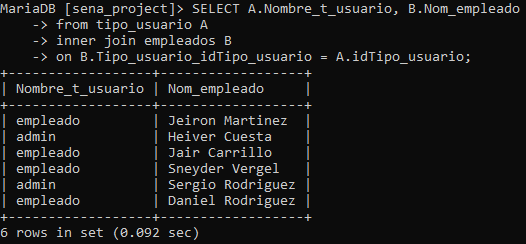 MariaDB [sena_project]> SELECT A.Nombre_t_usuario, B.Nom_empleado
    -> from tipo_usuario A
    -> inner join empleados B
    -> on B.Tipo_usuario_idTipo_usuario = A.idTipo_usuario;
+------------------+------------------+
| Nombre_t_usuario | Nom_empleado     |
+------------------+------------------+
| empleado         | Jeiron Martinez  |
| admin            | Heiver Cuesta    |
| empleado         | Jair Carrillo    |
| empleado         | Sneyder Vergel   |
| admin            | Sergio Rodriguez |
| empleado         | Daniel Rodriguez |
+------------------+------------------+
6 rows in set (0.092 sec)